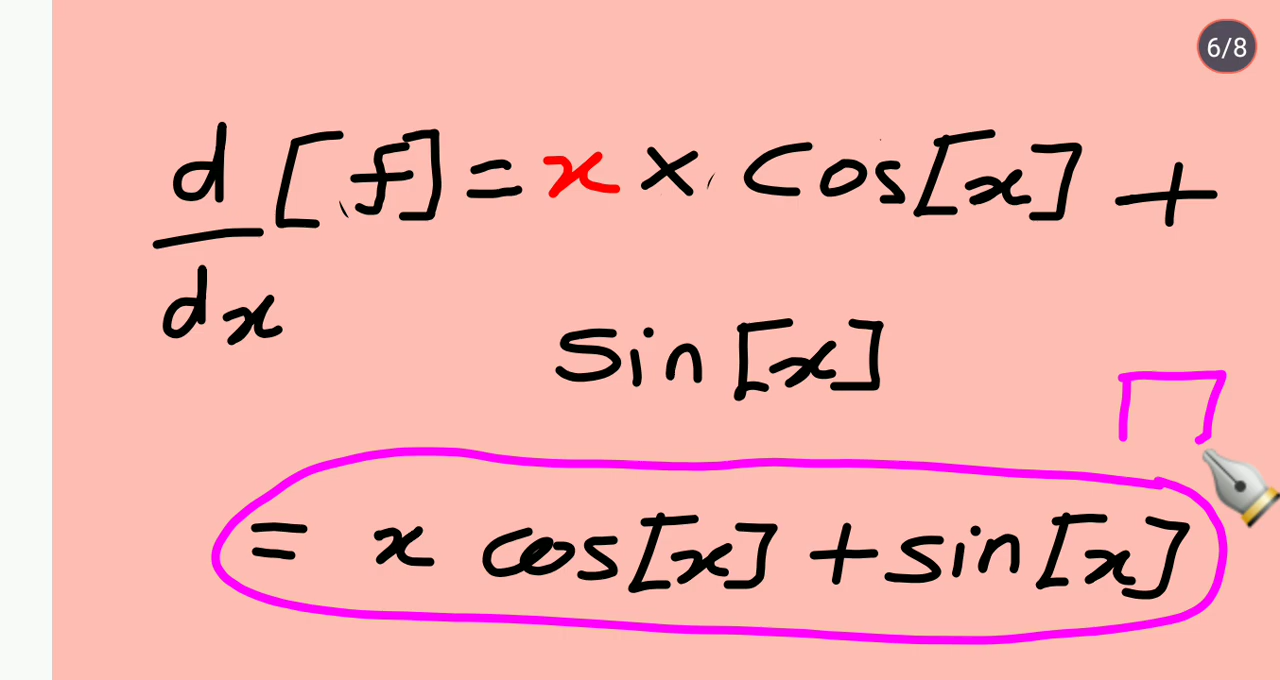 6/8
d/dx [f] = x × Cos[x] +
Sin[x]
= x cos[x] + sin[x]